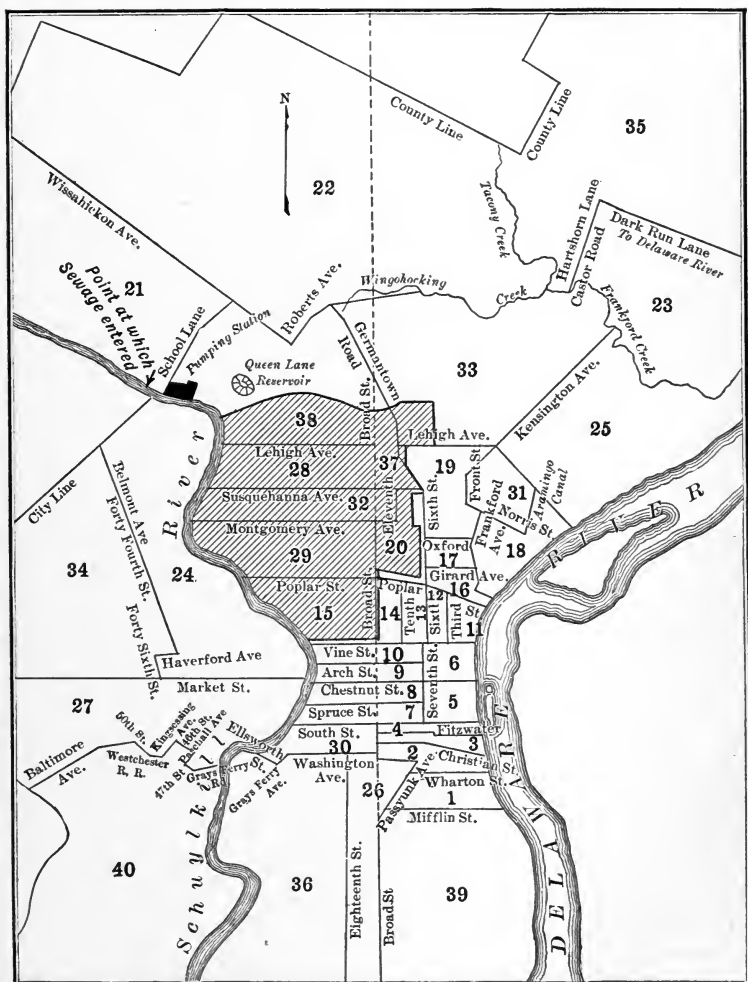 County Line
County Line
35
N
22
Tacony Creek
Wissahickon Ave.
Hartshorn Lane
Castor Road
Dark Run Lane
To Delaware River
21
Point at which
Sewage entered
School Lane
Pumping Station
Roberts Ave.
Wingohocking
Creek
23
Frankford Creek
Queen Lane
Reservoir
Germantown
Road
Broad St.
33
Kensington Ave.
25
38
Lehigh Ave.
Lehigh Ave.
28
37
19
Front St.
31
Aramingo
Canal
City Line
Belmont Ave
Forty Fourth St.
River
Susquehanna Ave.
32
Eleventh
Sixth St.
Frankford
Ave.
Norris St.
Montgomery Ave.
29
20
Oxford
17
18
RIVER
34
24
Girard Ave.
16
Poplar St.
Poplar
15
Broad St.
14
Tenth
13
12
Sixth
Third St
11
Forty Sixth St.
Haverford Ave
Vine St.
10
6
Arch St.
9
Market St.
Chestnut St.
8
Seventh St.
5
27
Spruce St.
7
50th St.
Kingsessing
Ave.
46th St.
Paschall Ave
Ellsworth
South St.
4
Fitzwater
30
3
Baltimore
Ave.
Westchester
R. R.
47th St.
Grays Ferry
Rd
St.
Grays Ferry
Ave.
Washington
Ave.
2
Christian St.
26
Passyunk Ave
Wharton St.
1
Mifflin St.
40
Schuylkill
36
Eighteenth St.
Broad St
39
DELAWARE